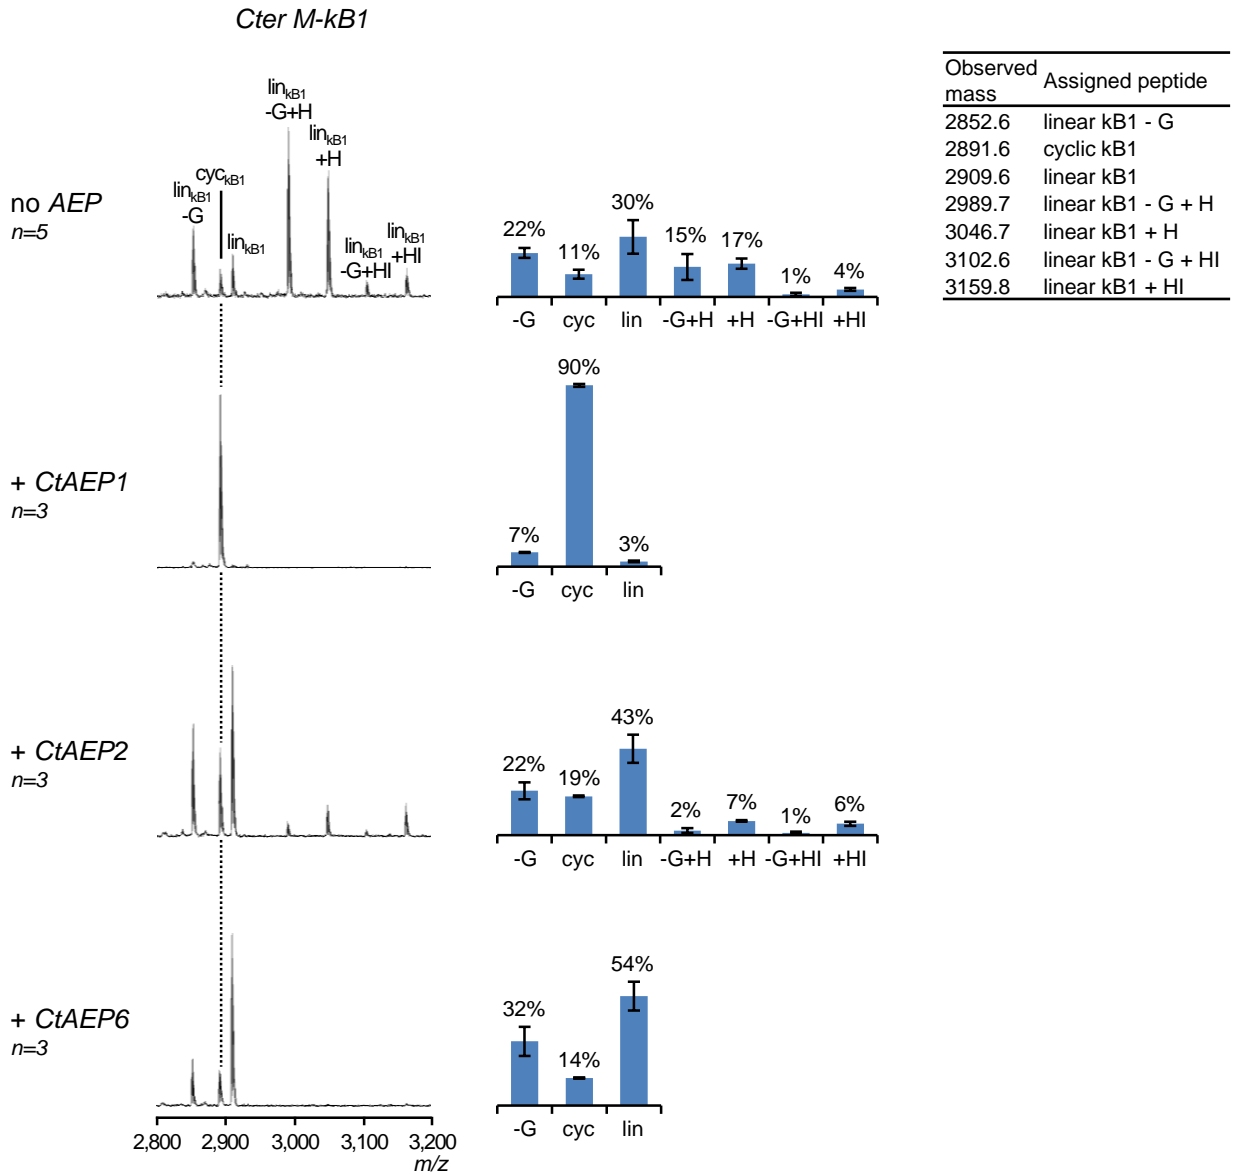 Cter M-kB1
no AEP
n=5
lin kB1
-G
cyc kB1
lin kB1
lin kB1
-G+H
lin kB1
+H
lin kB1
-G+HI
lin kB1
+HI
22% 11% 30% 15% 17% 1% 4%
-G cyc lin -G+H +H -G+HI +HI
Observed mass Assigned peptide
2852.6 linear kB1 - G
2891.6 cyclic kB1
2909.6 linear kB1
2989.7 linear kB1 - G + H
3046.7 linear kB1 + H
3102.6 linear kB1 - G + HI
3159.8 linear kB1 + HI
+ CtAEP1
n=3
7% 90% 3%
-G cyc lin
+ CtAEP2
n=3
22% 19% 43% 2% 7% 1% 6%
-G cyc lin -G+H +H -G+HI +HI
+ CtAEP6
n=3
32% 14% 54%
-G cyc lin
2,800 2,900 3,000 3,100 3,200
m/z